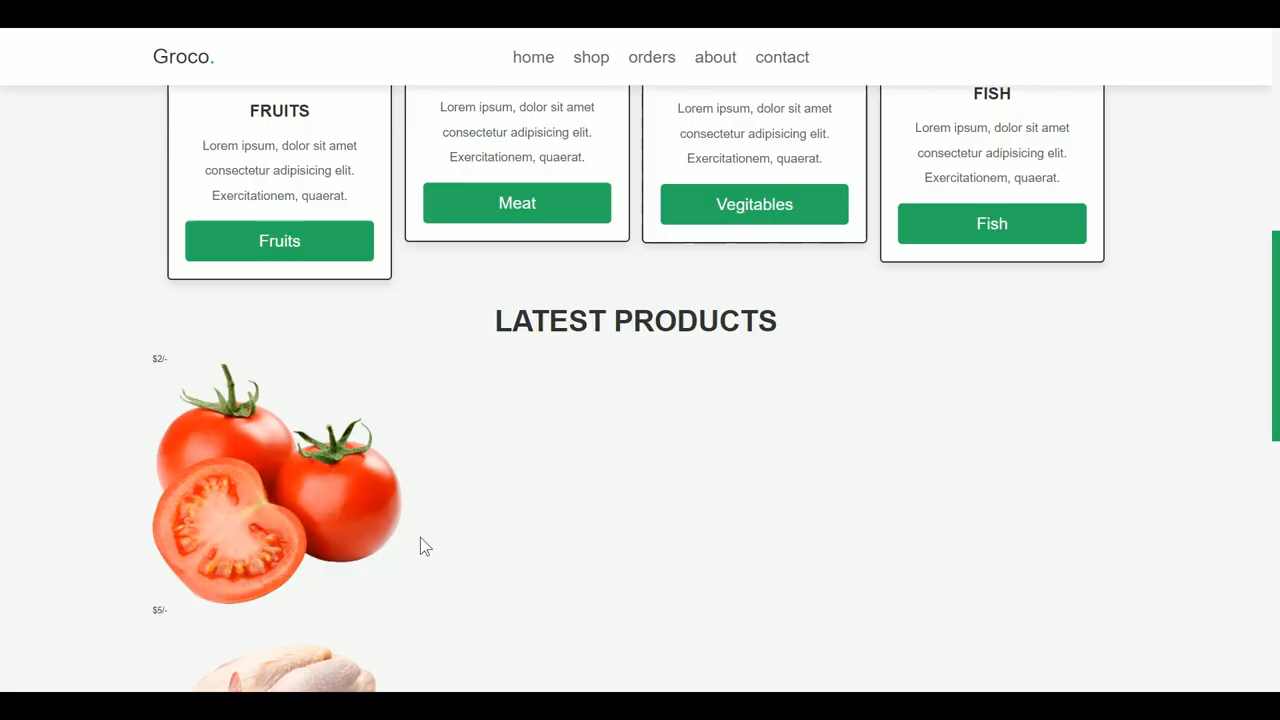 Groco.
home shop orders about contact
FRUITS
Lorem ipsum, dolor sit amet
consectetur adipisicing elit.
Exercitationem, quaerat.
Fruits
Lorem ipsum, dolor sit amet
consectetur adipisicing elit.
Exercitationem, quaerat.
Meat
Lorem ipsum, dolor sit amet
consectetur adipisicing elit.
Exercitationem, quaerat.
Vegitables
FISH
Lorem ipsum, dolor sit amet
consectetur adipisicing elit.
Exercitationem, quaerat.
Fish
LATEST PRODUCTS
$2/-
$5/-